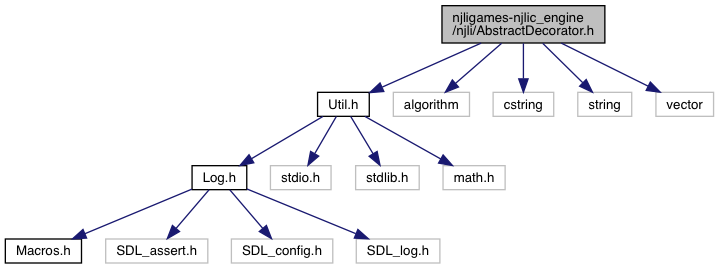 njligames-njlic_engine
/njli/AbstractDecorator.h
Util.h
algorithm
cstring
string
vector
Log.h
stdio.h
stdlib.h
math.h
Macros.h
SDL_assert.h
SDL_config.h
SDL_log.h